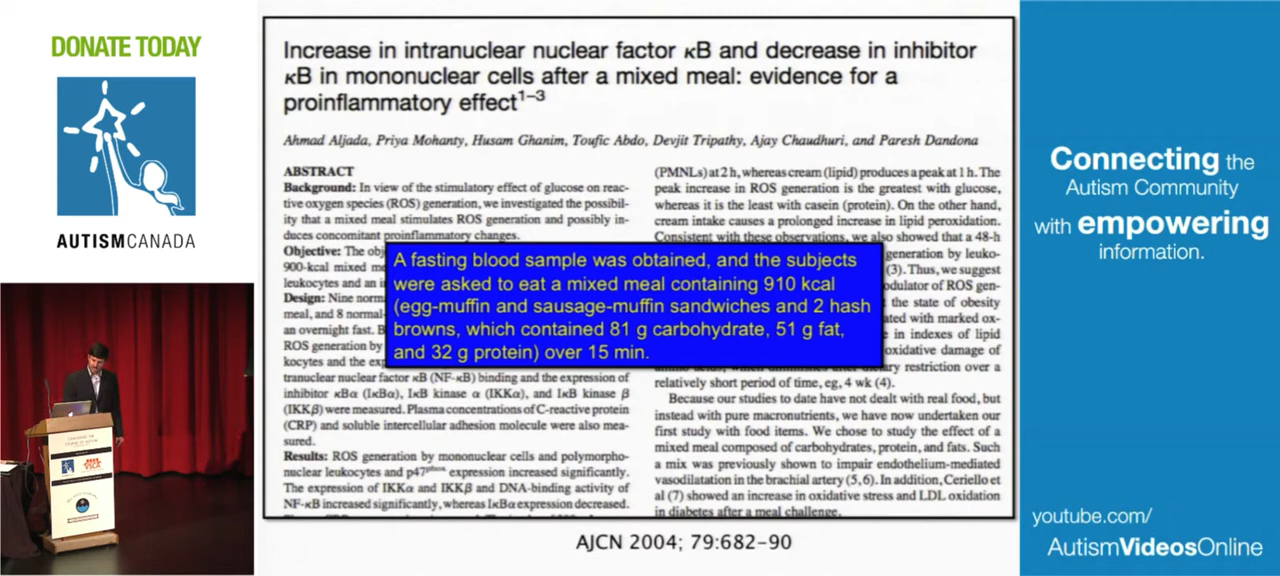 DONATE TODAY
AUTISMCANADA
Increase in intranuclear nuclear factor κB and decrease in inhibitor
κB in mononuclear cells after a mixed meal: evidence for a
proinflammatory effect¹⁻³
Ahmad Aljada, Priya Mohanty, Husam Ghanim, Toufic Abdo, Devjit Tripathy, Ajay Chaudhuri, and Paresh Dandona
ABSTRACT
Background: In view of the stimulatory effect of glucose on reac-
tive oxygen species (ROS) generation, we investigated the possibil-
ity that a mixed meal stimulates ROS generation and possibly in-
duces concomitant proinflammatory changes.
Objective: The obj
900-kcal mixed me
leukocytes and an i
Design: Nine norm
meal, and 8 normal-
an overnight fast. B
ROS generation by
kocytes and the exp
tranuclear nuclear factor κB (NF-κB) binding and the expression of
inhibitor κBα (IκBα), IκB kinase α (IKKα), and IκB kinase β
(IKKβ) were measured. Plasma concentrations of C-reactive protein
(CRP) and soluble intercellular adhesion molecule were also mea-
sured.
Results: ROS generation by mononuclear cells and polymorpho-
nuclear leukocytes and p47ᵖʰᵒˣ expression increased significantly.
The expression of IKKα and IKKβ and DNA-binding activity of
NF-κB increased significantly, whereas IκBα expression decreased.
(PMNLs) at 2 h, whereas cream (lipid) produces a peak at 1 h. The
peak increase in ROS generation is the greatest with glucose,
whereas it is the least with casein (protein). On the other hand,
cream intake causes a prolonged increase in lipid peroxidation.
Consistent with these observations, we also showed that a 48-h
generation by leuko-
(3). Thus, we suggest
odulator of ROS gen-
the state of obesity
ated with marked ox-
e in indexes of lipid
oxidative damage of
ary restriction over a
relatively short period of time, eg, 4 wk (4).
Because our studies to date have not dealt with real food, but
instead with pure macronutrients, we have now undertaken our
first study with food items. We chose to study the effect of a
mixed meal composed of carbohydrates, protein, and fats. Such
a mix was previously shown to impair endothelium-mediated
vasodilatation in the brachial artery (5,6). In addition, Ceriello et
al (7) showed an increase in oxidative stress and LDL oxidation
in diabetes after a meal challenge.
A fasting blood sample was obtained, and the subjects
were asked to eat a mixed meal containing 910 kcal
(egg-muffin and sausage-muffin sandwiches and 2 hash
browns, which contained 81 g carbohydrate, 51 g fat,
and 32 g protein) over 15 min.
AJCN 2004; 79:682-90
Connecting the
Autism Community
with empowering
information.
youtube.com/
AutismVideosOnline